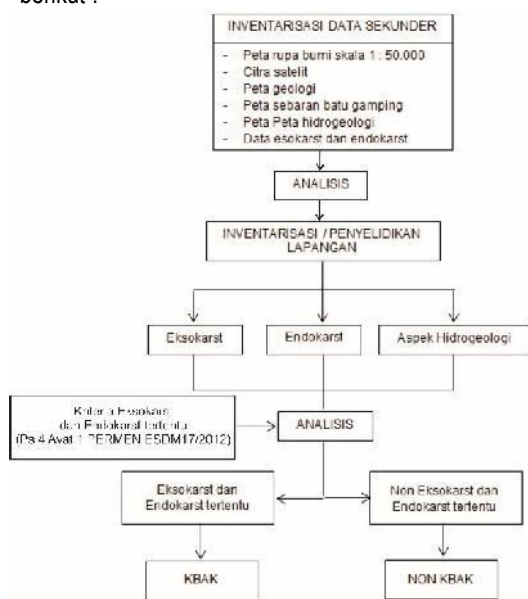 berikut :
INVENTARISASI DATA SEKUNDER
- Peta rupa bumi skala 1 : 50.000
- Citra satelit
- Peta geologi
- Peta sebaran batu gamping
- Peta Peta hidrogeologi
- Data esokarst dan endokarst
ANALISIS
INVENTARISASI / PENYELIDIKAN
LAPANGAN
Eksokarst
Endokarst
Aspek Hidrogeologi
Kriteria Eksokars
dan Endokarst tertentu
(Ps 4 Ayat 1 PERMEN ESDM17/2012)
ANALISIS
Eksokarst dan
Endokarst tertentu
Non Eksokarst dan
Endokarst tertentu
KBAK
NON KBAK